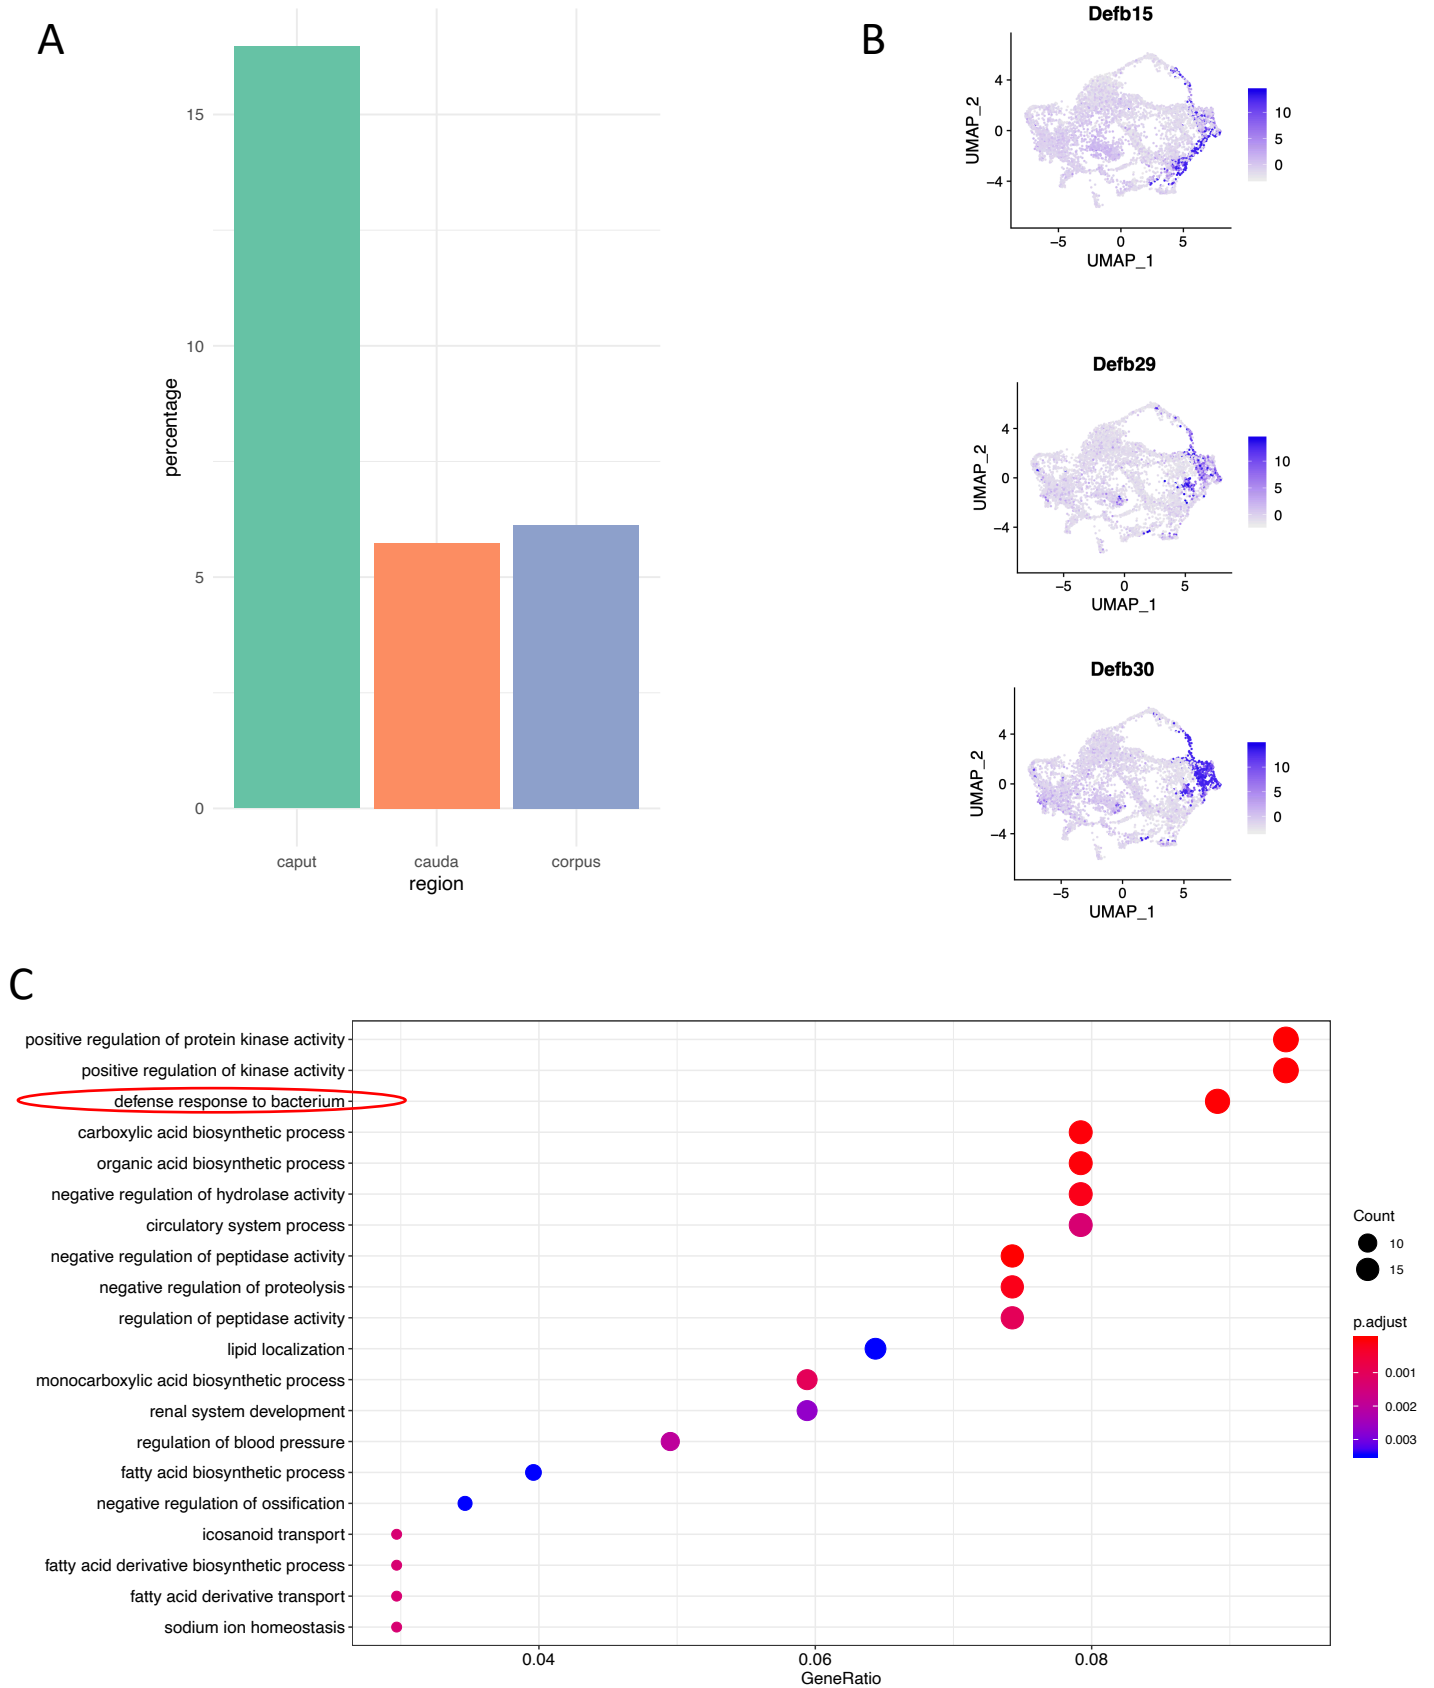 A
15
10
5
0
percentage
caput
cauda
corpus
region
B
Defb15
4
0
−4
UMAP_2
−5
0
5
UMAP_1
10
5
0
Defb29
4
0
−4
UMAP_2
−5
0
5
UMAP_1
10
5
0
Defb30
4
0
−4
UMAP_2
−5
0
5
UMAP_1
10
5
0
C
positive regulation of protein kinase activity
positive regulation of kinase activity
defense response to bacterium
carboxylic acid biosynthetic process
organic acid biosynthetic process
negative regulation of hydrolase activity
circulatory system process
negative regulation of peptidase activity
negative regulation of proteolysis
regulation of peptidase activity
lipid localization
monocarboxylic acid biosynthetic process
renal system development
regulation of blood pressure
fatty acid biosynthetic process
negative regulation of ossification
icosanoid transport
fatty acid derivative biosynthetic process
fatty acid derivative transport
sodium ion homeostasis
0.04
0.06
0.08
GeneRatio
Count
10
15
p.adjust
0.001
0.002
0.003